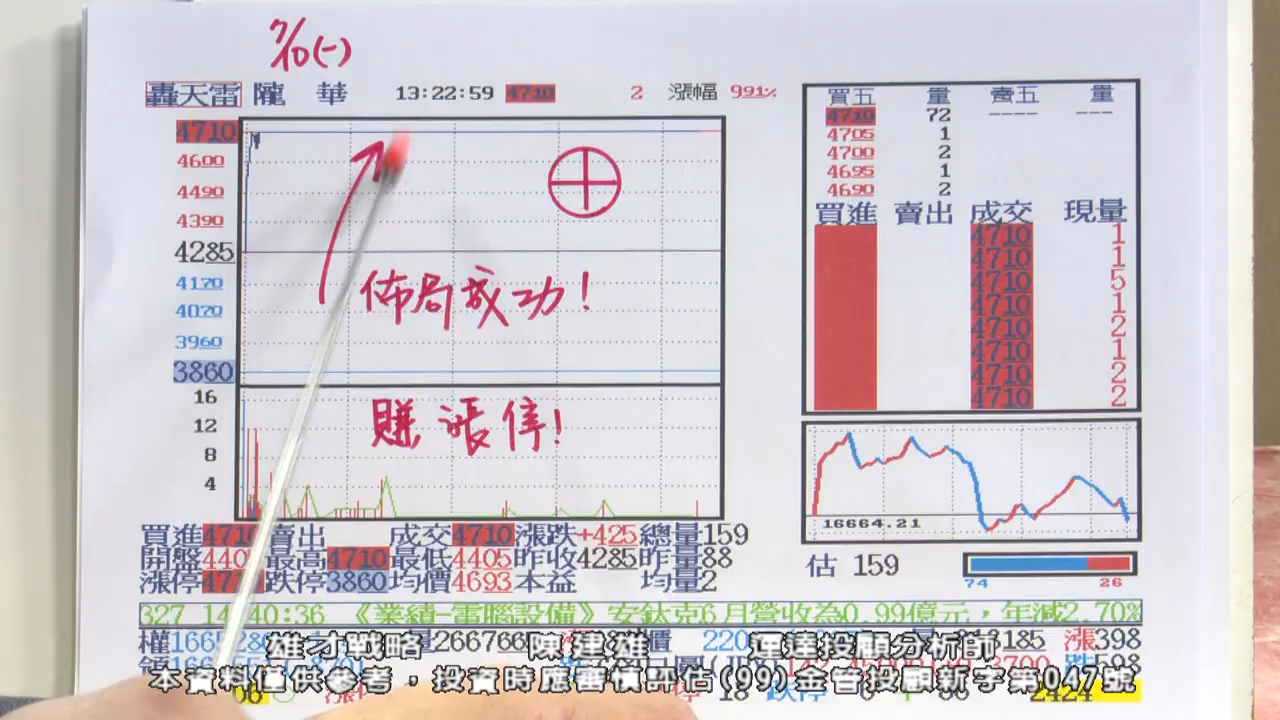 7/10(一)
轟天雷 隴 華 13:22:59 4710 2 漲幅 991%
4710
4600
4490
4390
4285
4170
4070
3960
3860
16
12
8
4
佈局成功!
賺漲停!
買五 量 賣五 量
4710 72 ---- ---
4705 1
4700 2
4695 1
4690 2
買進 賣出 成交 現量
4710 1
4710 1
4710 5
4710 1
4710 2
4710 1
4710 2
4710 2
16664.21
估 159
74 26
買進4710 賣出 成交4710漲跌+425總量159
開盤440 最高4710最低4405昨收4285昨量88
漲停471 跌停3860均價4693本益 均量2
327 14 40:36 《業績-電腦設備》安鈦克6月營收為0.99億元,年減2.70%
雄才戰略 陳建雄 運達投顧分析師
本資料僅供參考,投資時應審慎評估(99)金管投顧新字第047號